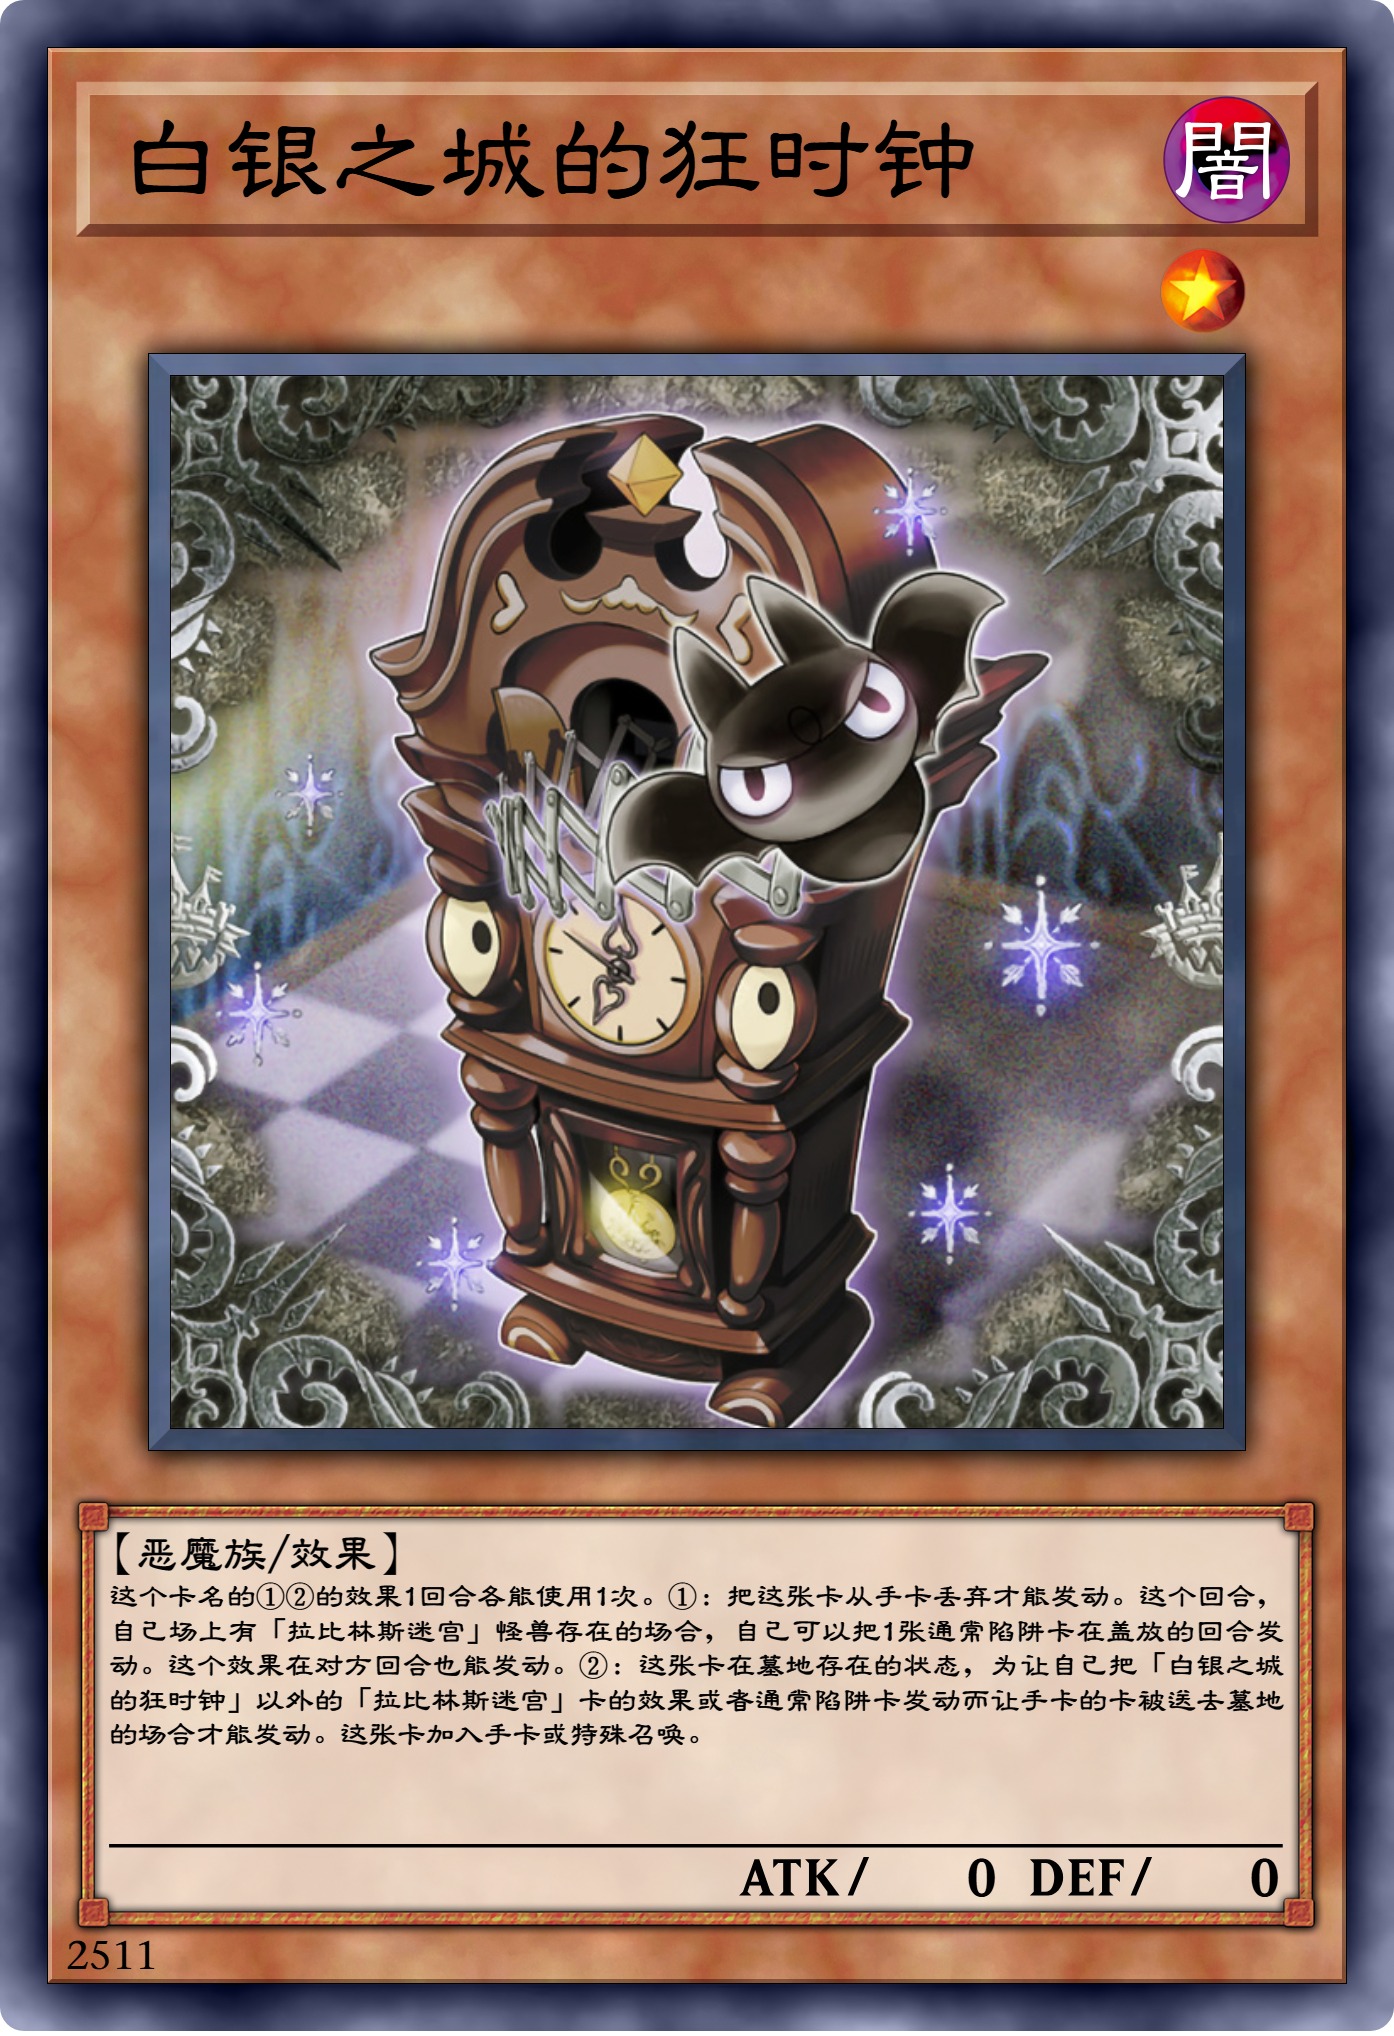 白银之城的狂时钟
闇
【恶魔族/效果】
这个卡名的①②的效果1回合各能使用1次。①：把这张卡从手卡丢弃才能发动。这个回合，
自己场上有「拉比林斯迷宫」怪兽存在的场合，自己可以把1张通常陷阱卡在盖放的回合发
动。这个效果在对方回合也能发动。②：这张卡在墓地存在的状态，为让自己把「白银之城
的狂时钟」以外的「拉比林斯迷宫」卡的效果或者通常陷阱卡发动而让手卡的卡被送去墓地
的场合才能发动。这张卡加入手卡或特殊召唤。
ATK/ 0 DEF/ 0
2511